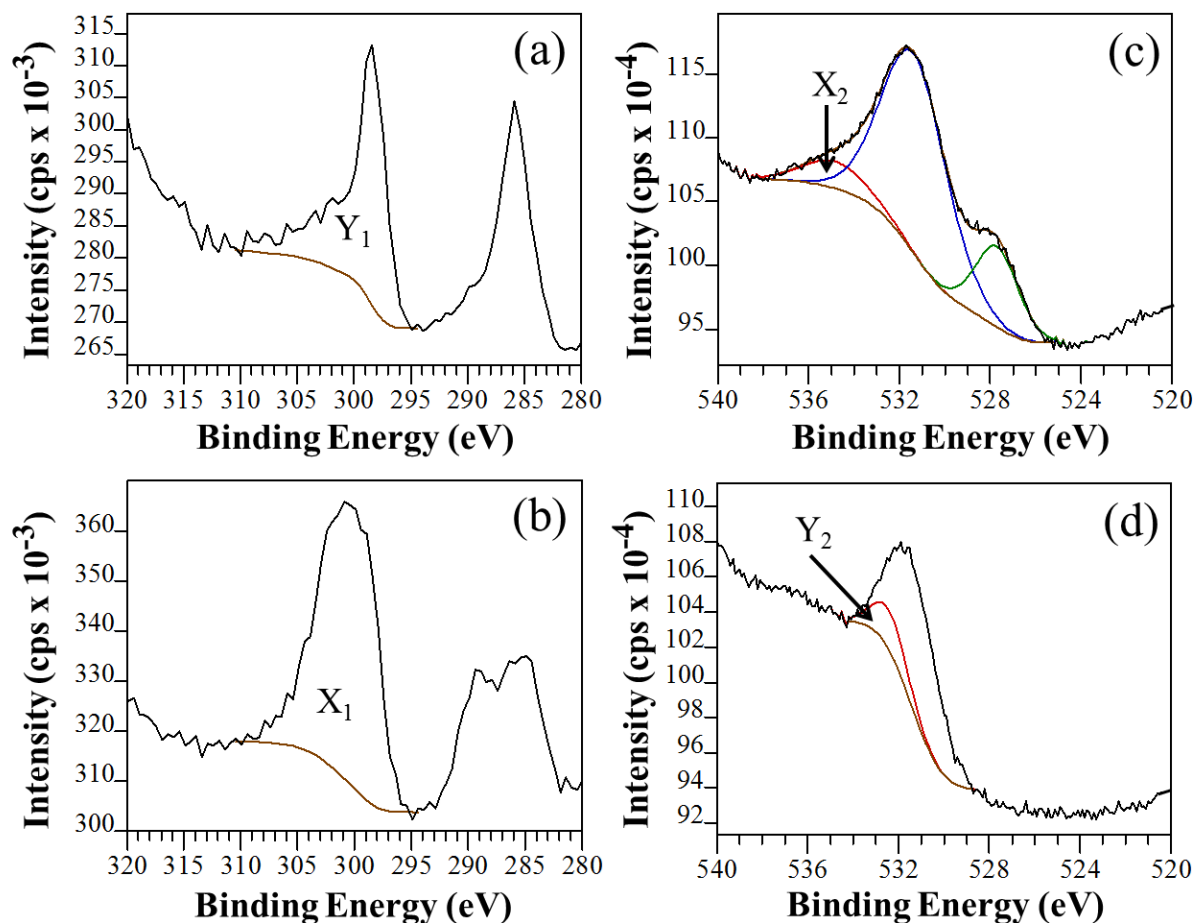 (a)
Intensity (cps x 10-3)
315
310
305
300
295
290
285
280
275
270
265
Y1
320 315 310 305 300 295 290 285 280
Binding Energy (eV)
(c)
Intensity (cps x 10-4)
115
110
105
100
95
X2
540 536 532 528 524 520
Binding Energy (eV)
(b)
Intensity (cps x 10-3)
360
350
340
330
320
310
300
X1
320 315 310 305 300 295 290 285 280
Binding Energy (eV)
(d)
Intensity (cps x 10-4)
110
108
106
104
102
100
98
96
94
92
Y2
540 536 532 528 524 520
Binding Energy (eV)